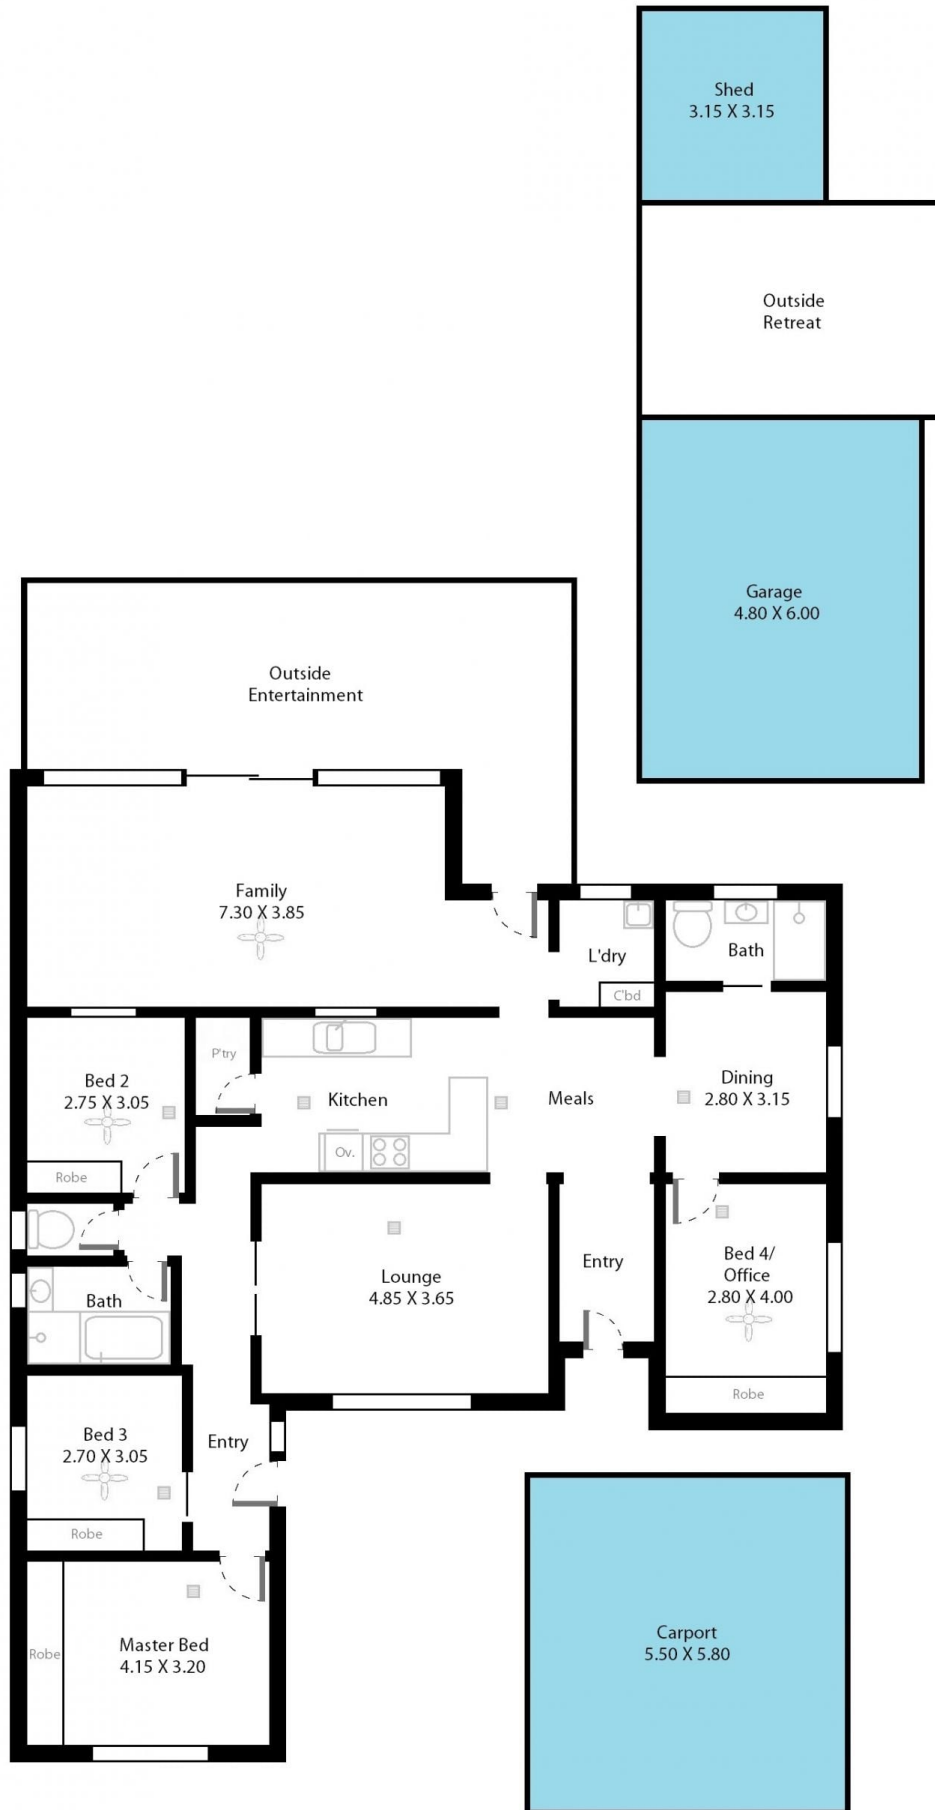 Shed
3.15 X 3.15
Outside
Retreat
Garage
4.80 X 6.00
Outside
Entertainment
Family
7.30 X 3.85
L'dry
C'bd
Bath
Bed 2
2.75 X 3.05
Robe
P'try
Kitchen
Ov.
Meals
Dining
2.80 X 3.15
Bath
Lounge
4.85 X 3.65
Entry
Bed 4/
Office
2.80 X 4.00
Robe
Bed 3
2.70 X 3.05
Robe
Entry
Master Bed
4.15 X 3.20
Robe
Carport
5.50 X 5.80